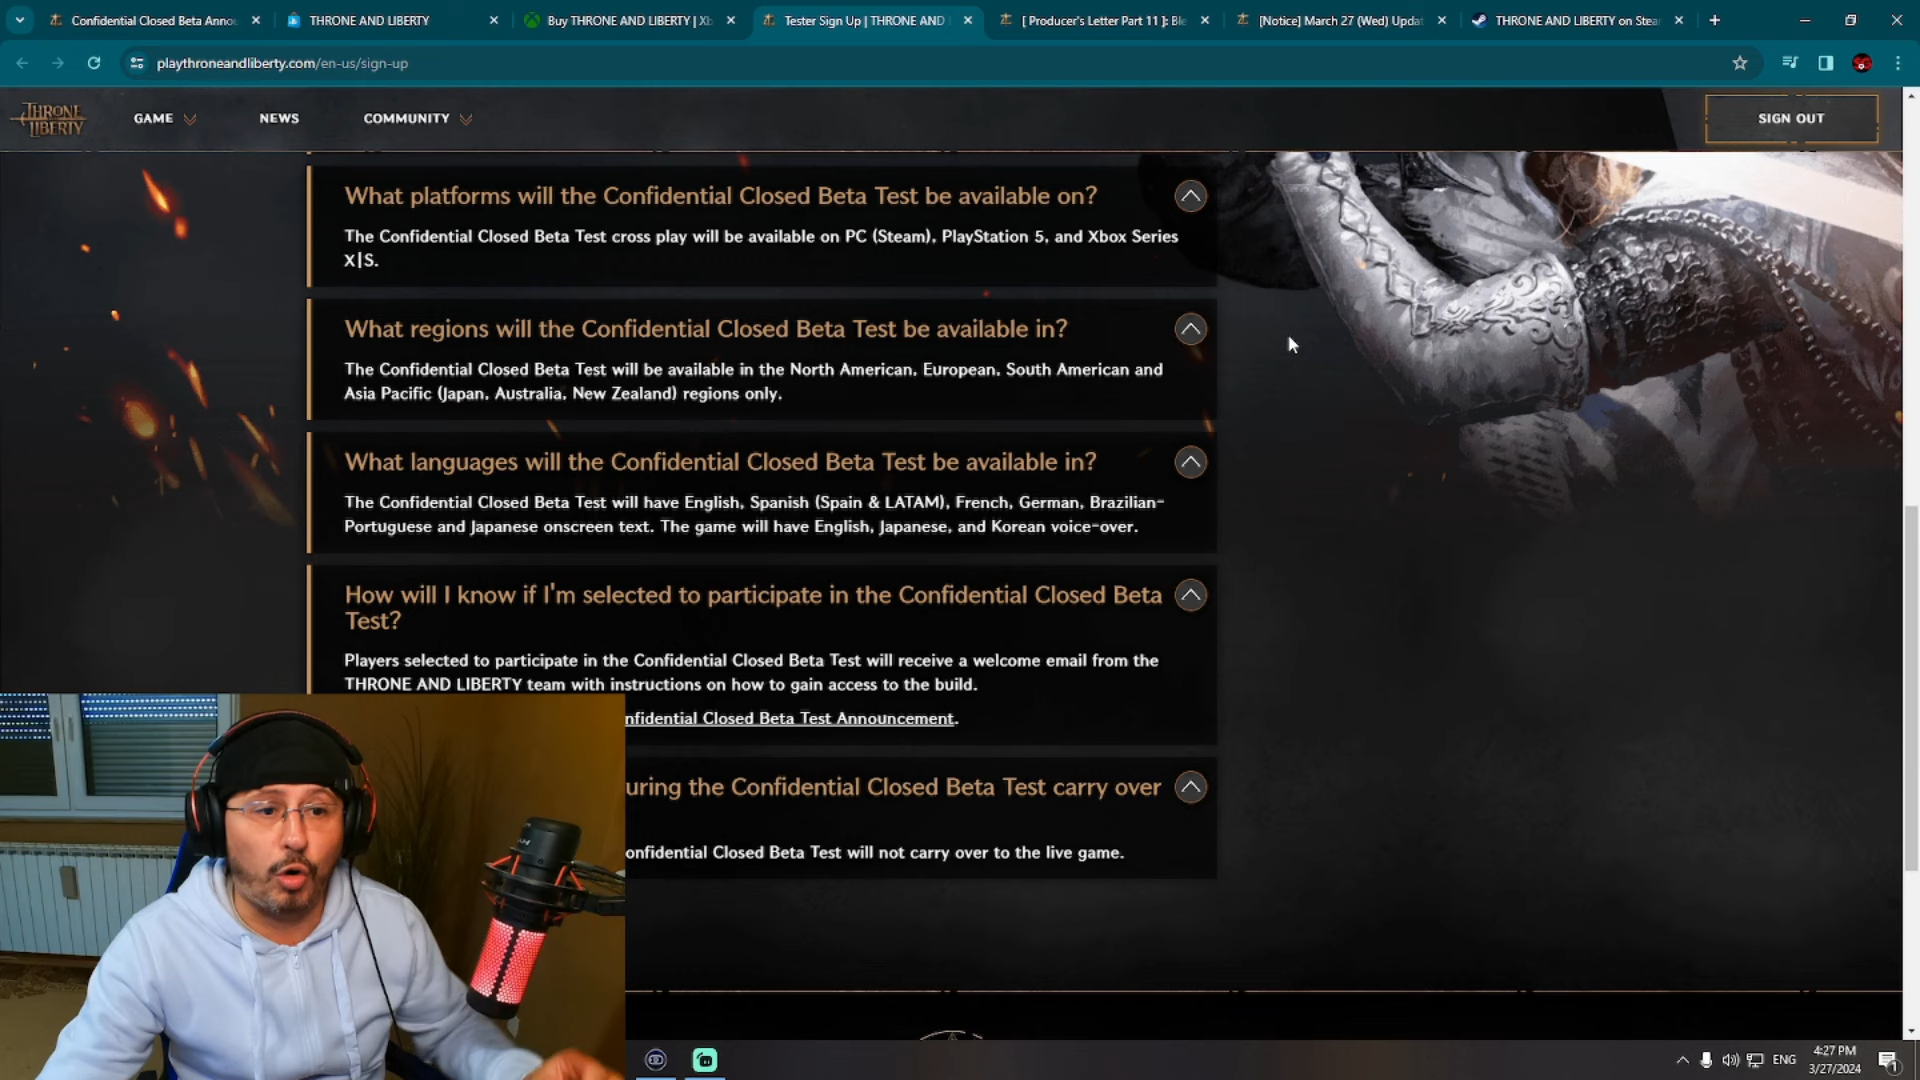 Confidential Closed Beta Annou
THRONE AND LIBERTY
Buy THRONE AND LIBERTY | Xb
Tester Sign Up | THRONE AND
[ Producer's Letter Part 11 ]: Ble
[Notice] March 27 (Wed) Updat
THRONE AND LIBERTY on Stea
playthroneandliberty.com/en-us/sign-up
THRONE
LIBERTY
GAME
NEWS
COMMUNITY
SIGN OUT
What platforms will the Confidential Closed Beta Test be available on?
The Confidential Closed Beta Test cross play will be available on PC (Steam), PlayStation 5, and Xbox Series
X|S.
What regions will the Confidential Closed Beta Test be available in?
The Confidential Closed Beta Test will be available in the North American, European, South American and
Asia Pacific (Japan, Australia, New Zealand) regions only.
What languages will the Confidential Closed Beta Test be available in?
The Confidential Closed Beta Test will have English, Spanish (Spain & LATAM), French, German, Brazilian-
Portuguese and Japanese onscreen text. The game will have English, Japanese, and Korean voice-over.
How will I know if I'm selected to participate in the Confidential Closed Beta
Test?
Players selected to participate in the Confidential Closed Beta Test will receive a welcome email from the
THRONE AND LIBERTY team with instructions on how to gain access to the build.
nfidential Closed Beta Test Announcement.
uring the Confidential Closed Beta Test carry over
onfidential Closed Beta Test will not carry over to the live game.
ENG
4:27 PM
3/27/2024
1